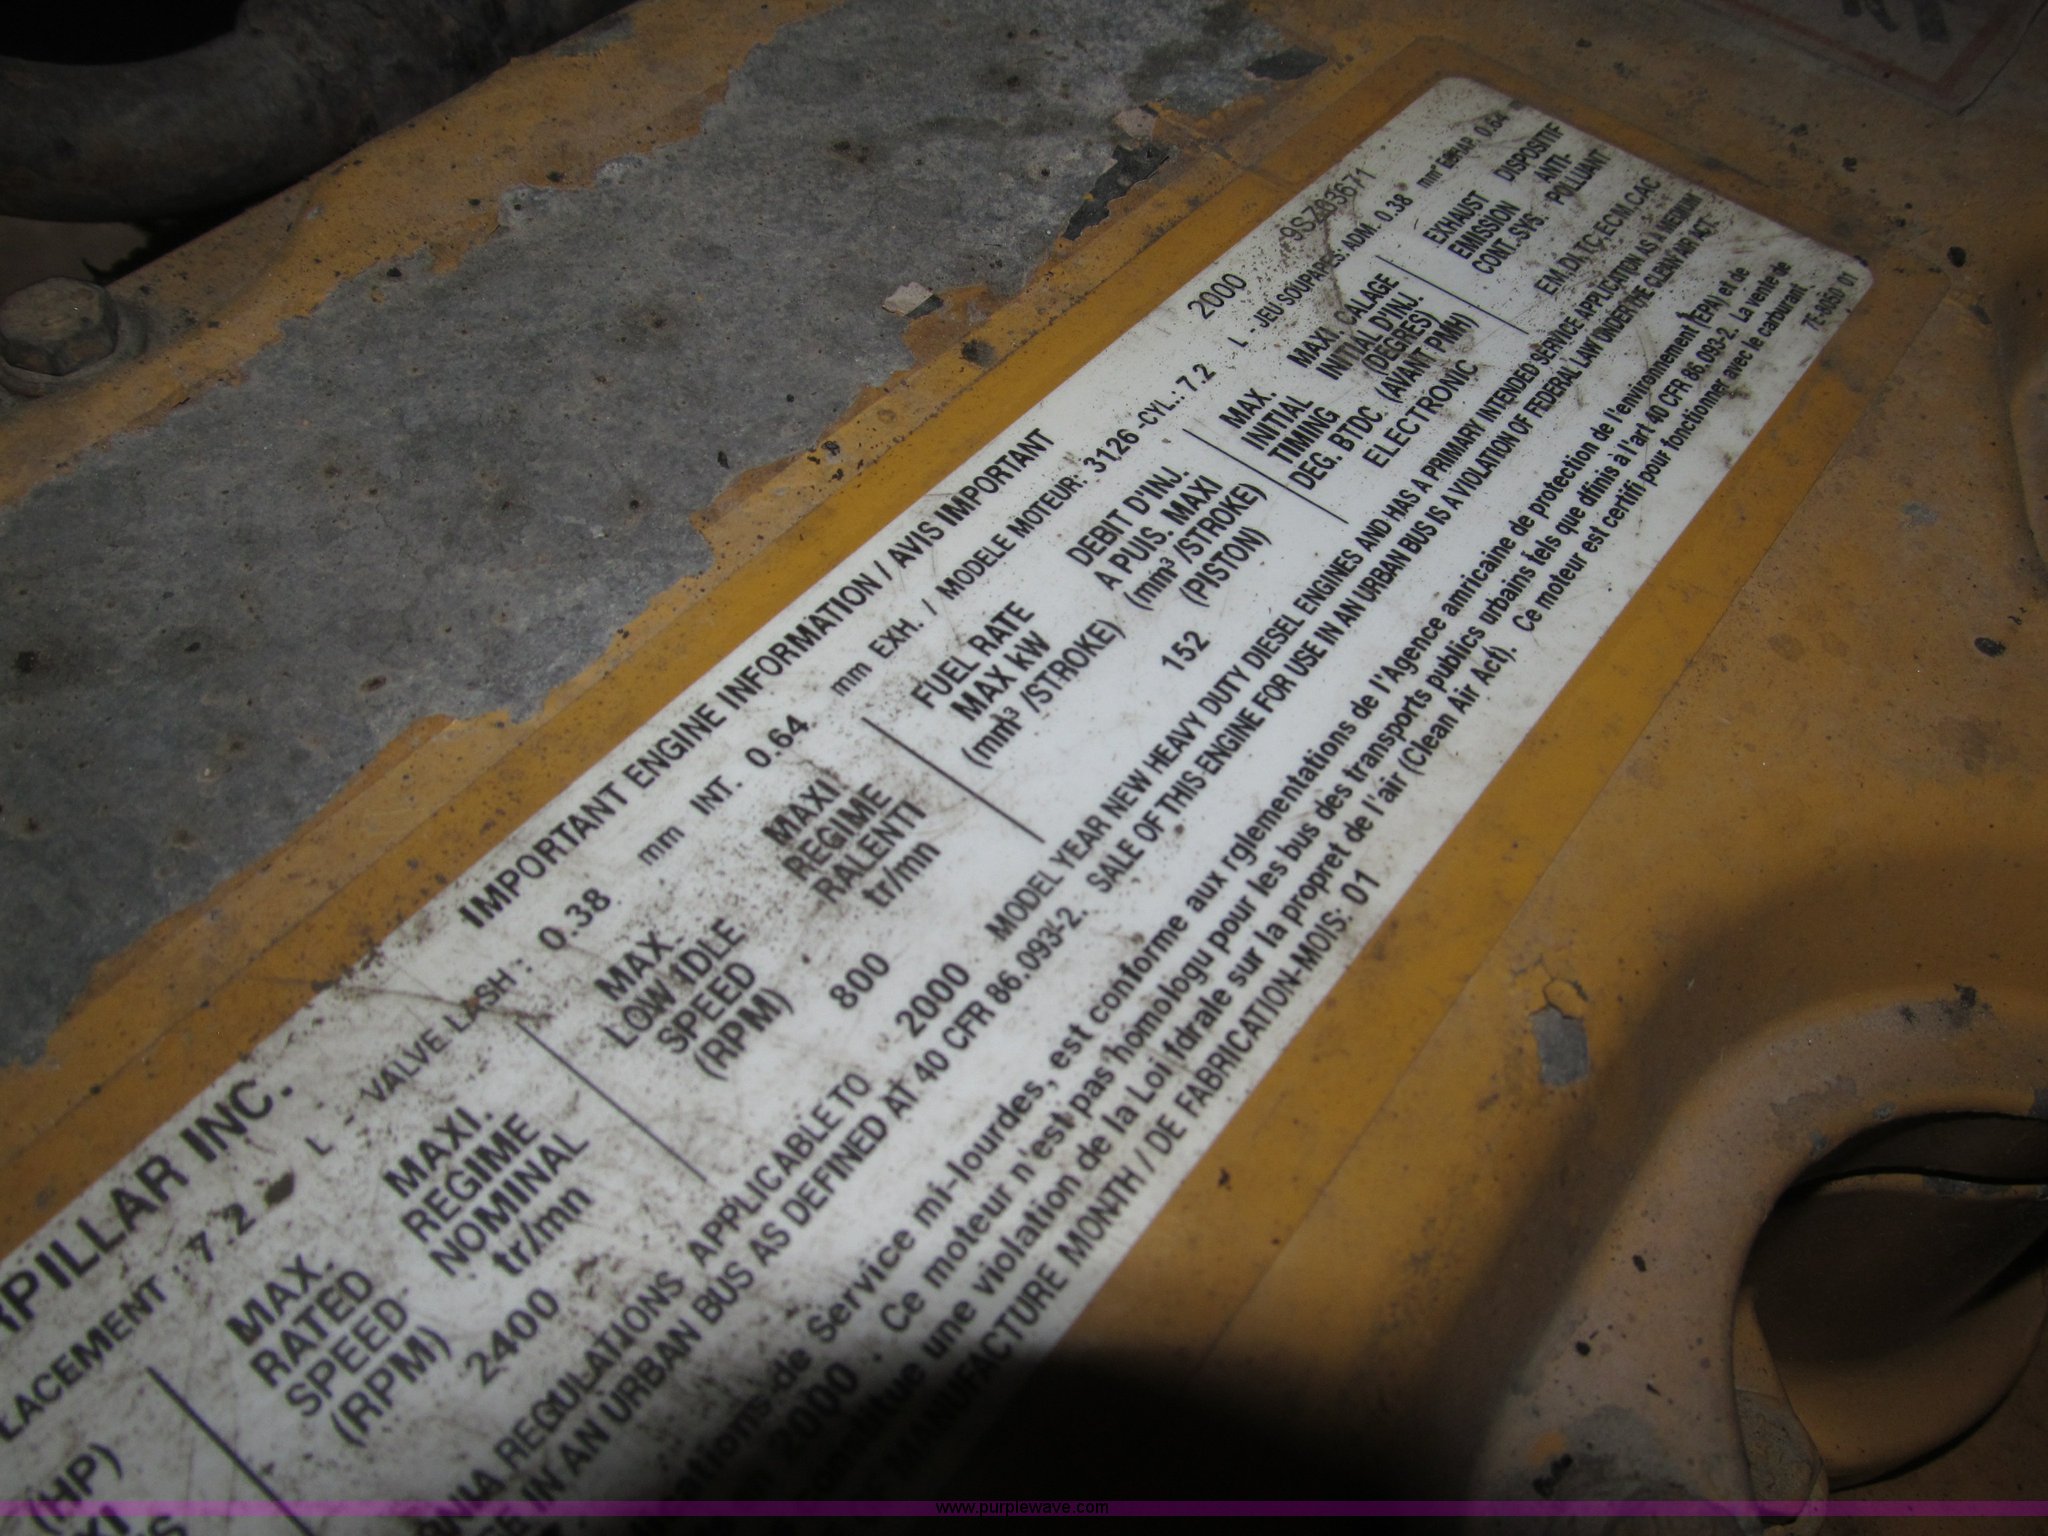 IMPORTANT ENGINE INFORMATION / AVIS IMPORTANT
PILLAR INC. 2000 9SZ03671
LACEMENT: 7.2 L - VALVE LASH: 0.38 mm INT. 0.64 mm EXH. / MODELE MOTEUR: 3126 -CYL.: 7.2 L - JEU SOUPAPES: ADM. 0.38 mm ECHAP. 0.64
(HP)
MAX.
RATED
SPEED
(RPM)
MAXI.
REGIME
NOMINAL
tr/mn
2400
MAX.
LOW IDLE
SPEED
(RPM)
MAXI.
REGIME
RALENTI
tr/mn
800
FUEL RATE
MAX KW
(mm³ /STROKE)
DEBIT D'INJ.
A PUIS. MAXI
(mm³ /STROKE)
(PISTON)
152
MAX.
INITIAL
TIMING
DEG. BTDC.
MAXI. CALAGE
INITIAL D'INJ.
(DEGRES)
(AVANT PMH)
ELECTRONIC
EXHAUST
EMISSION
CONT. SYS.
DISPOSITIF
ANTI-
POLLUANT
EM.DI.TC.ECM.CAC
REGULATIONS APPLICABLE TO 2000 MODEL YEAR NEW HEAVY DUTY DIESEL ENGINES AND HAS A PRIMARY INTENDED SERVICE APPLICATION AS A MEDIUM
IN AN URBAN BUS AS DEFINED AT 40 CFR 86.093-2. SALE OF THIS ENGINE FOR USE IN AN URBAN BUS IS A VIOLATION OF FEDERAL LAW UNDER THE CLEAN AIR ACT.
de Service mi-lourdes, est conforme aux rglementations de l'Agence amricaine de protection de l'environnement (EPA) et de
2000. Ce moteur n'est pas homologu pour les bus des transports publics urbains tels que dfinis à l'art 40 CFR 86.093-2. La vente de
une violation de la Loi fdrale sur la propret de l'air (Clean Air Act). Ce moteur est certifi pour fonctionner avec le carburant.
MANUFACTURE MONTH / DE FABRICATION-MOIS: 01 7E-6050 01
www.purplewave.com